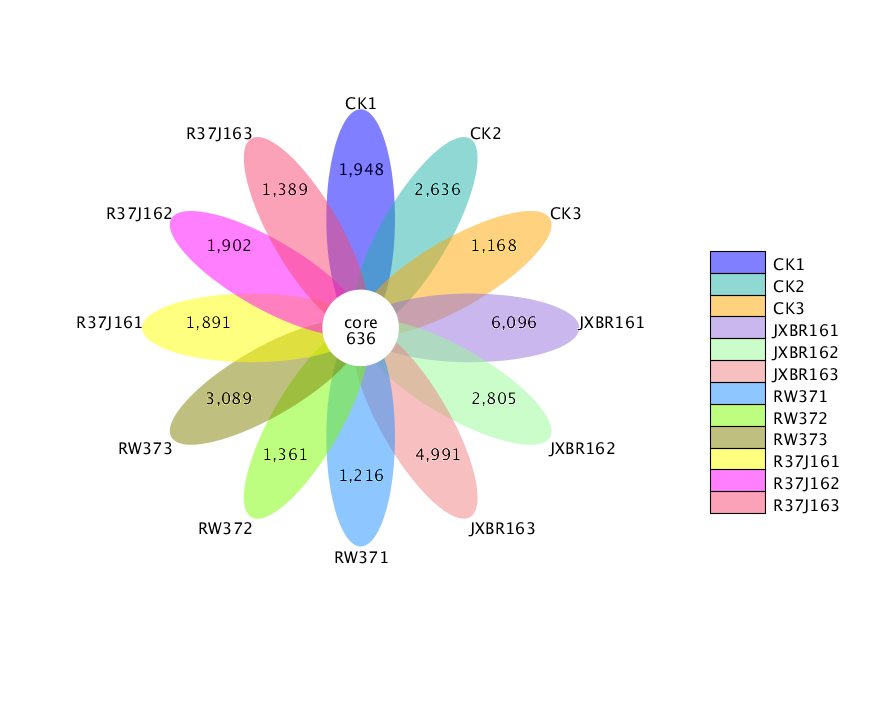 CK1
R37J163
CK2
1,948
1,389
2,636
R37J162
CK3
1,902
1,168
R37J161
1,891
core
636
6,096
JXBR161
3,089
2,805
RW373
JXBR162
1,361
4,991
1,216
RW372
JXBR163
RW371
CK1
CK2
CK3
JXBR161
JXBR162
JXBR163
RW371
RW372
RW373
R37J161
R37J162
R37J163